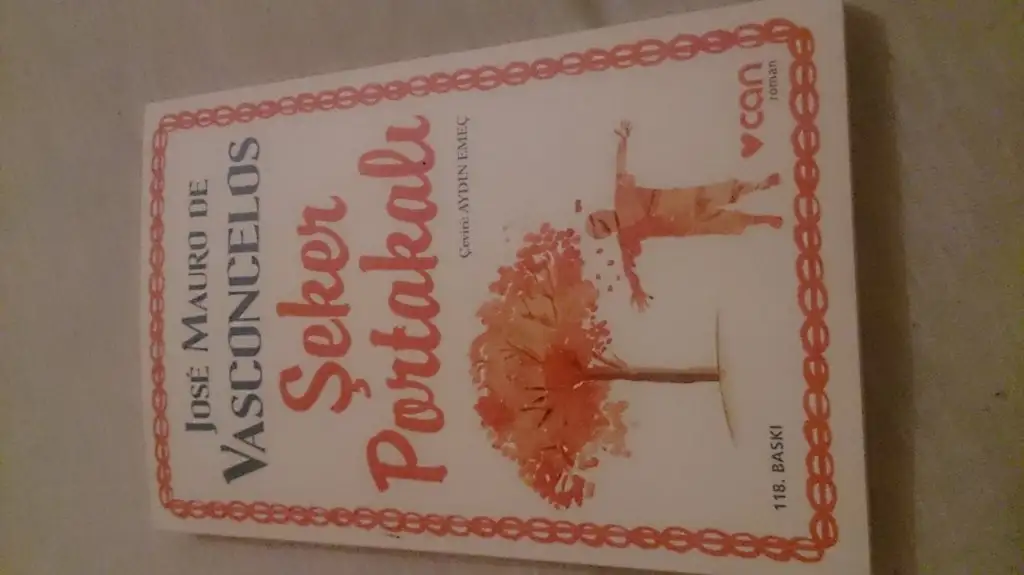 JOSÉ MAURO DE
VASCONCELOS
Şeker
Portakalı
Çeviri: AYDIN EMEÇ
118. BASKI
can
roman